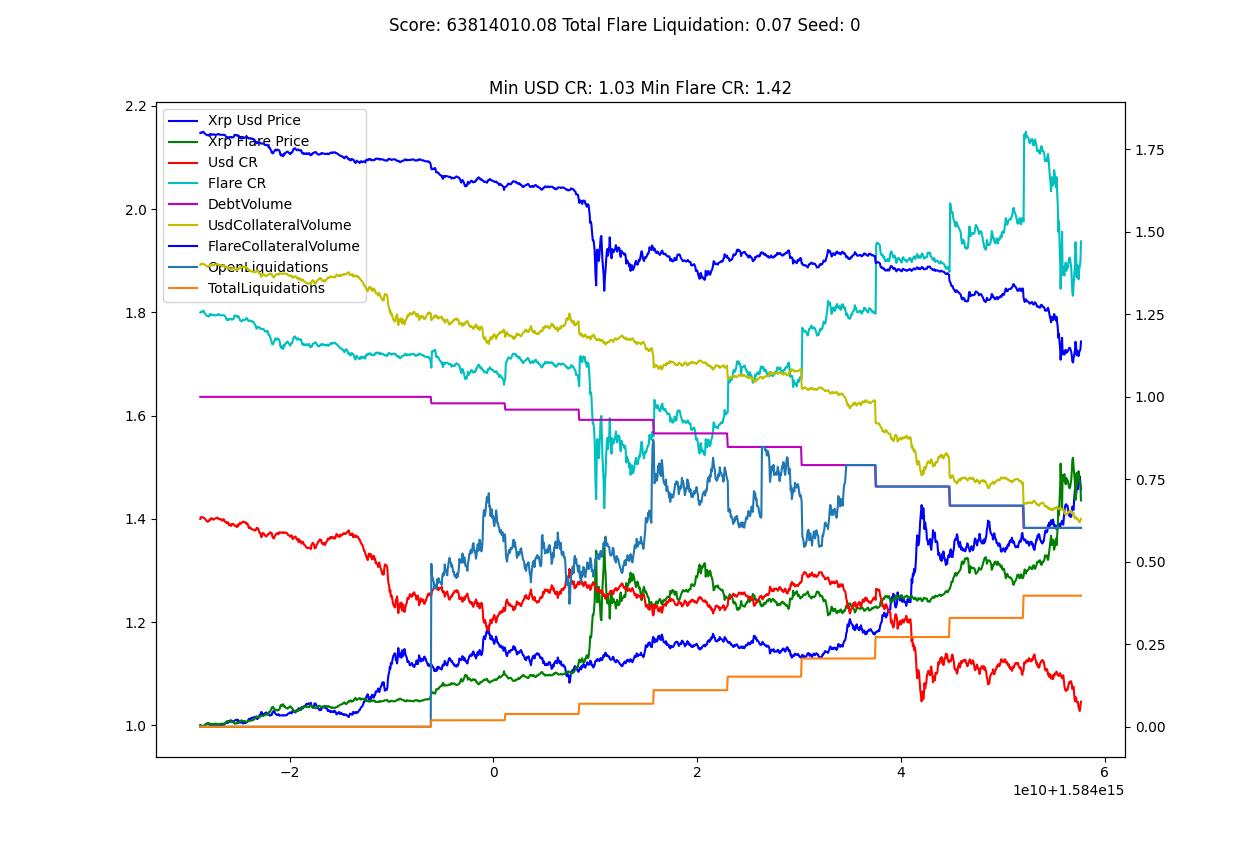 Score: 63814010.08 Total Flare Liquidation: 0.07 Seed: 0
Min USD CR: 1.03 Min Flare CR: 1.42
2.2
2.0
1.8
1.6
1.4
1.2
1.0
Xrp Usd Price
Xrp Flare Price
Usd CR
Flare CR
DebtVolume
UsdCollateralVolume
FlareCollateralVolume
OpenLiquidations
TotalLiquidations
1.75
1.50
1.25
1.00
0.75
0.50
0.25
0.00
−2 0 2 4 6
1e10+1.584e15